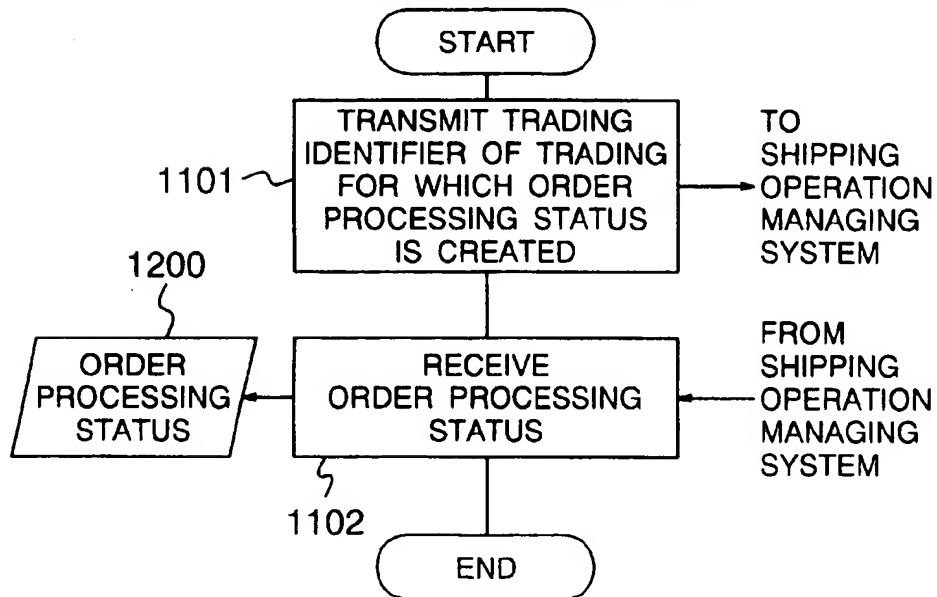 START
TRANSMIT TRADING
IDENTIFIER OF TRADING
FOR WHICH ORDER
PROCESSING STATUS
IS CREATED
1101
TO
SHIPPING
OPERATION
MANAGING
SYSTEM
1200
ORDER
PROCESSING
STATUS
RECEIVE
ORDER PROCESSING
STATUS
FROM
SHIPPING
OPERATION
MANAGING
SYSTEM
1102
END